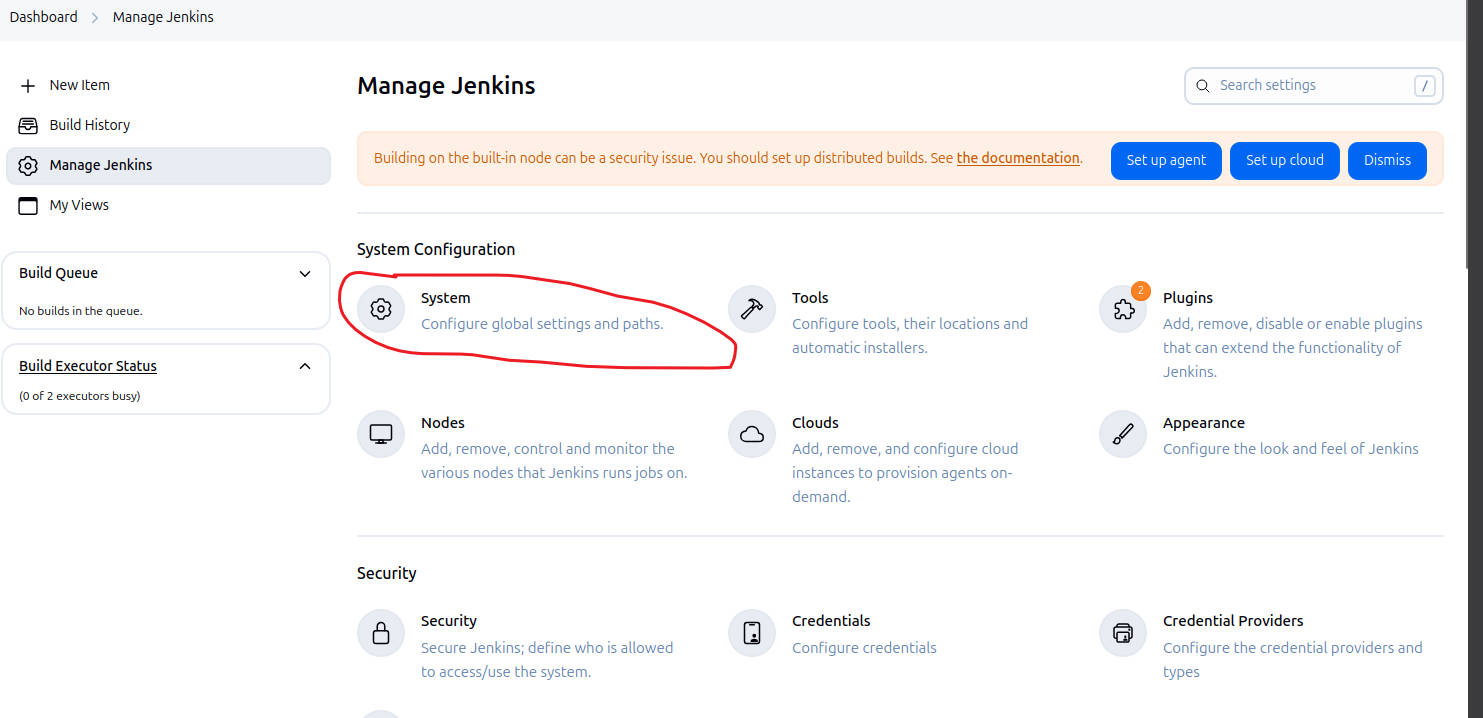 Dashboard > Manage Jenkins
New Item
Build History
Manage Jenkins
My Views
Build Queue
No builds in the queue.
Build Executor Status
(0 of 2 executors busy)
Manage Jenkins
Search settings /
Building on the built-in node can be a security issue. You should set up distributed builds. See the documentation.
Set up agent
Set up cloud
Dismiss
System Configuration
System
Configure global settings and paths.
Tools
Configure tools, their locations and
automatic installers.
2
Plugins
Add, remove, disable or enable plugins
that can extend the functionality of
Jenkins.
Nodes
Add, remove, control and monitor the
various nodes that Jenkins runs jobs on.
Clouds
Add, remove, and configure cloud
instances to provision agents on-
demand.
Appearance
Configure the look and feel of Jenkins
Security
Security
Secure Jenkins; define who is allowed
to access/use the system.
Credentials
Configure credentials
Credential Providers
Configure the credential providers and
types